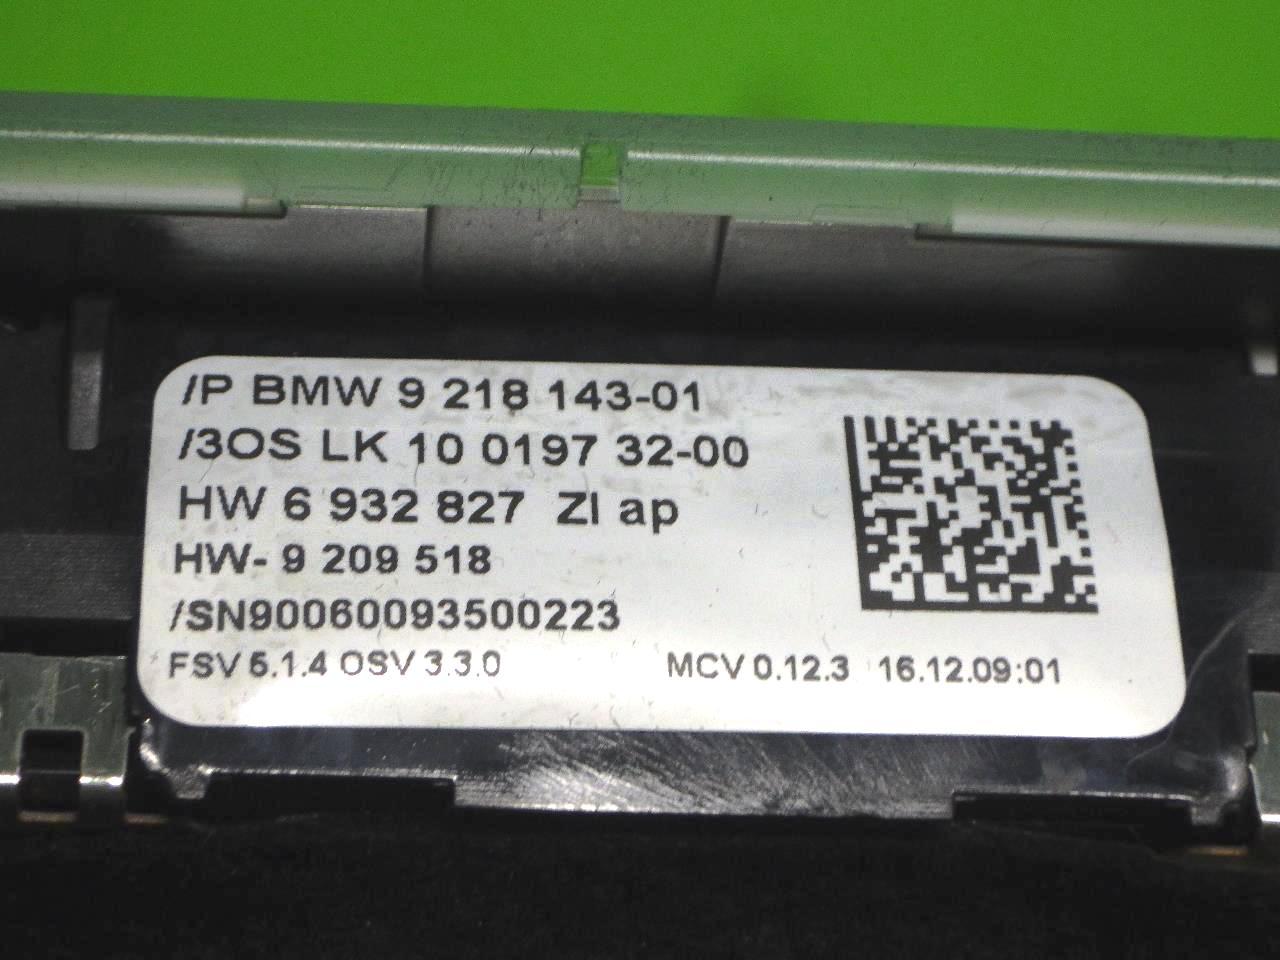 /P BMW 9 218 143-01
/3OS LK 10 0197 32-00
HW 6 932 827 ZI ap
HW- 9 209 518
/SN90060093500223
FSV 5.1.4 OSV 3.3.0 MCV 0.12.3 16.12.09:01